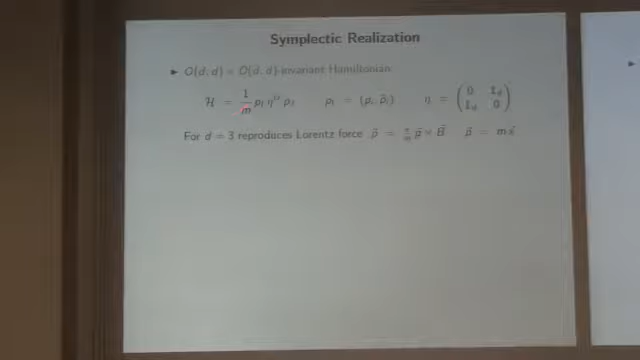 Symplectic Realization
► O(d,d) × O(d,d)-invariant Hamiltonian
H = 1/m p_I η^{IJ} p_J   p_I = (p_i, p̃_i)   η = ( 0 𝟙_d ; 𝟙_d 0 )
For d = 3 reproduces Lorentz force p⃗ = e/m p⃗ × B⃗   p⃗ = m x⃗